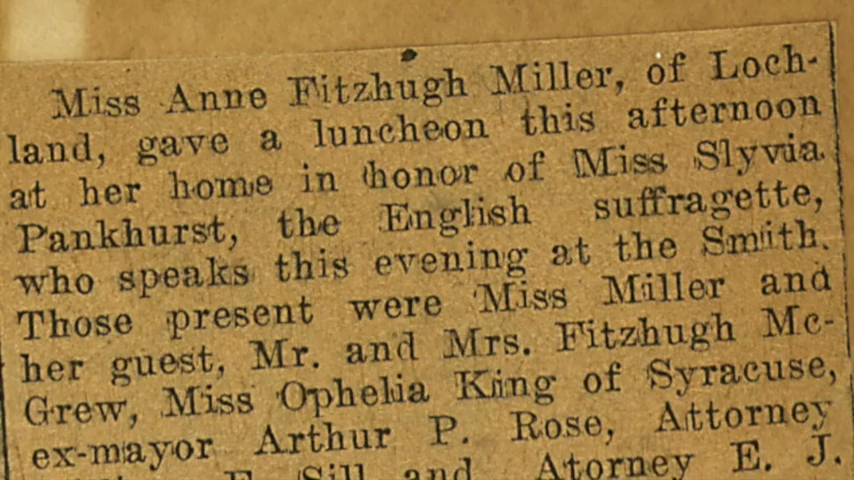 Miss Anne Fitzhugh Miller, of Loch-
land, gave a luncheon this afternoon
at her home in honor of Miss Slyvia
Pankhurst, the English suffragette,
who speaks this evening at the Smith.
Those present were Miss Miller and
her guest, Mr. and Mrs. Fitzhugh Mc-
Grew, Miss Ophelia King of Syracuse,
ex-mayor Arthur P. Rose, Attorney
Sill and Atorney E. J.